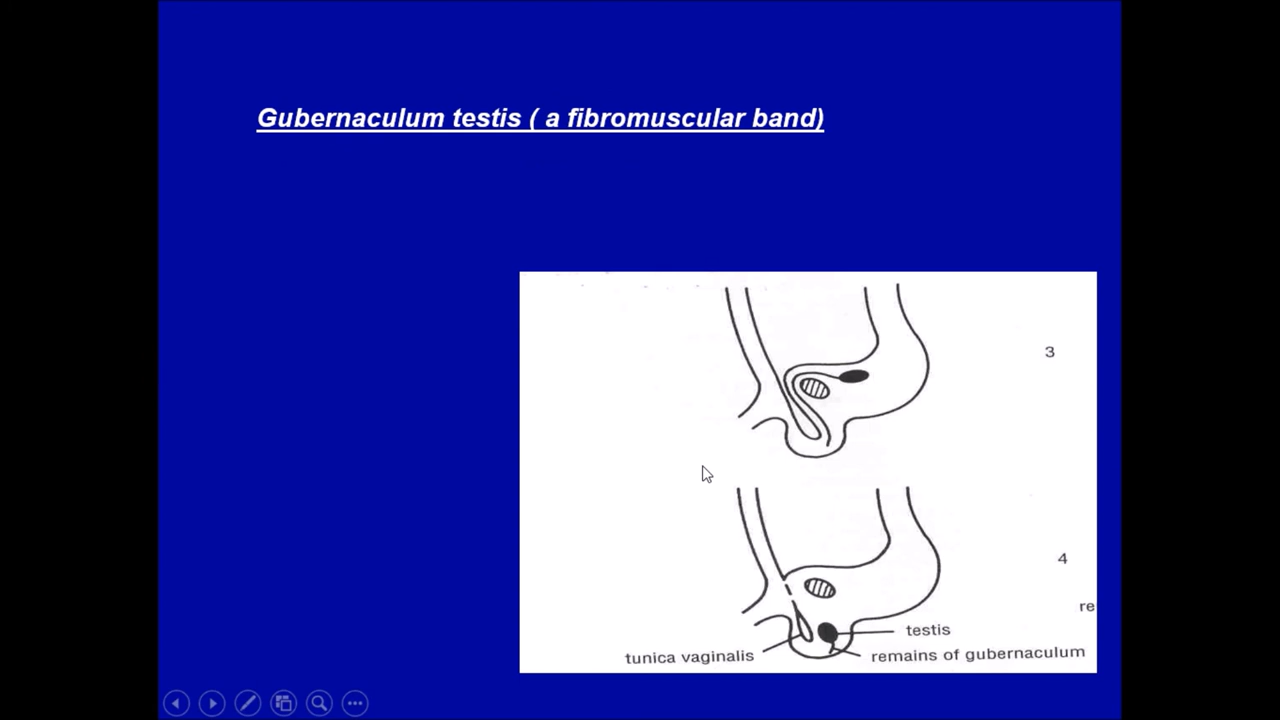 Gubernaculum testis ( a fibromuscular band)
3
4
re
testis
tunica vaginalis
remains of gubernaculum